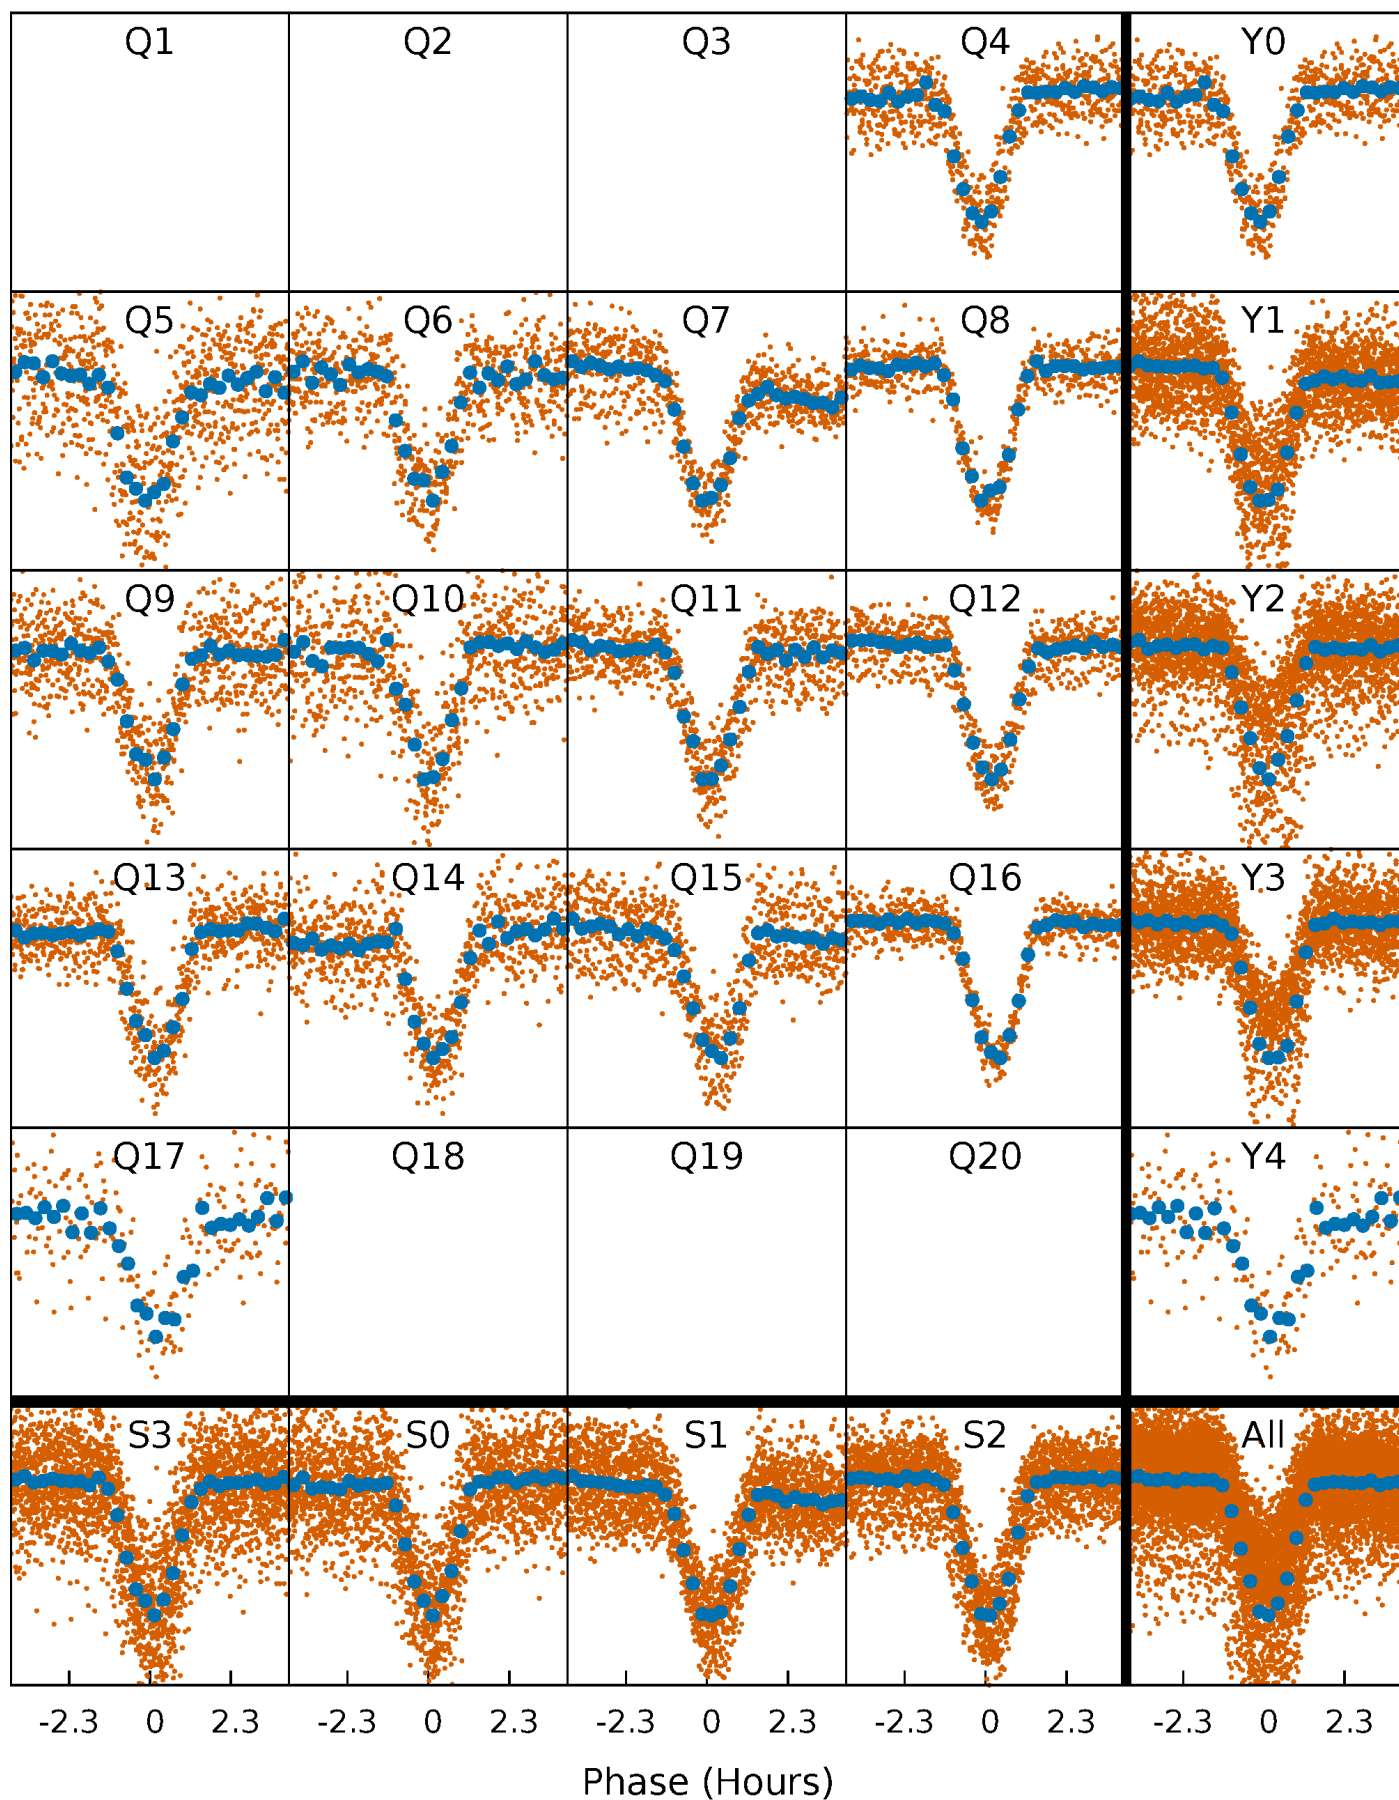 Q1 Q2 Q3 Q4 Y0
Q5 Q6 Q7 Q8 Y1
Q9 Q10 Q11 Q12 Y2
Q13 Q14 Q15 Q16 Y3
Q17 Q18 Q19 Q20 Y4
S3 S0 S1 S2 All
-2.3 0 2.3 -2.3 0 2.3 -2.3 0 2.3 -2.3 0 2.3 -2.3 0 2.3
Phase (Hours)